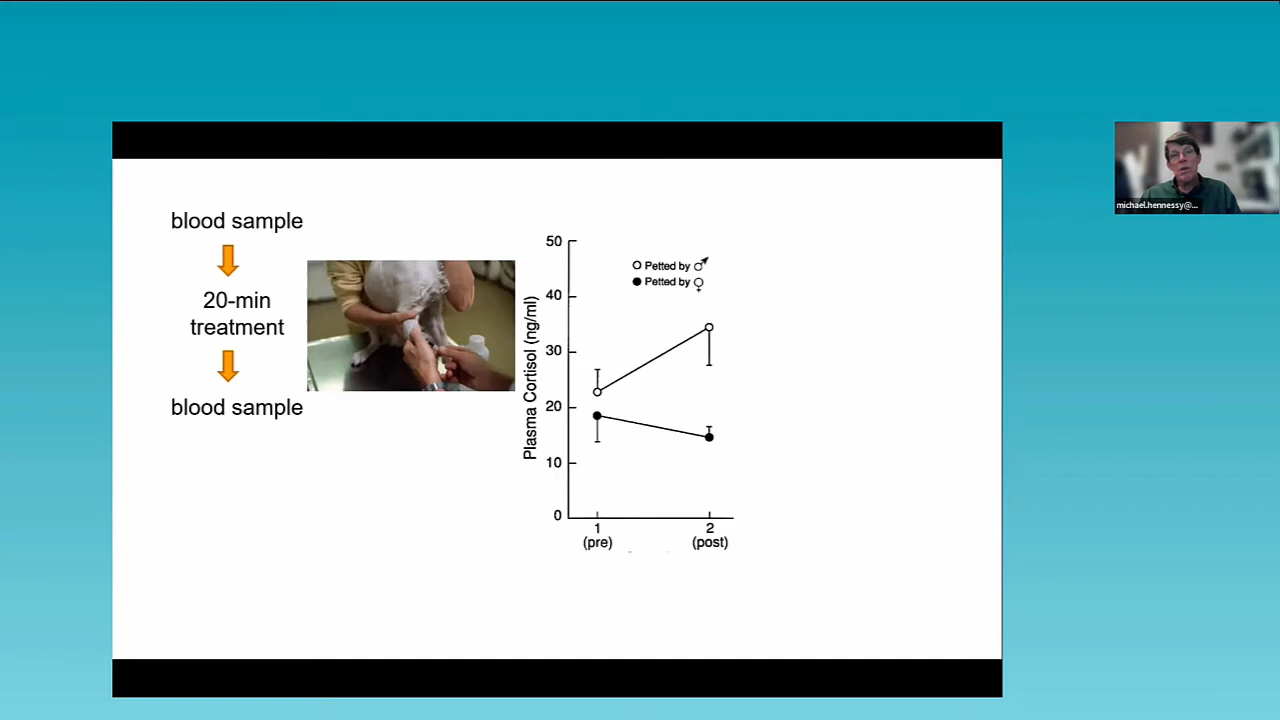 blood sample
20-min
treatment
blood sample
Plasma Cortisol (ng/ml)
50
40
30
20
10
0
Petted by ♂
Petted by ♀
1
(pre)
2
(post)
michael.hennessy@...